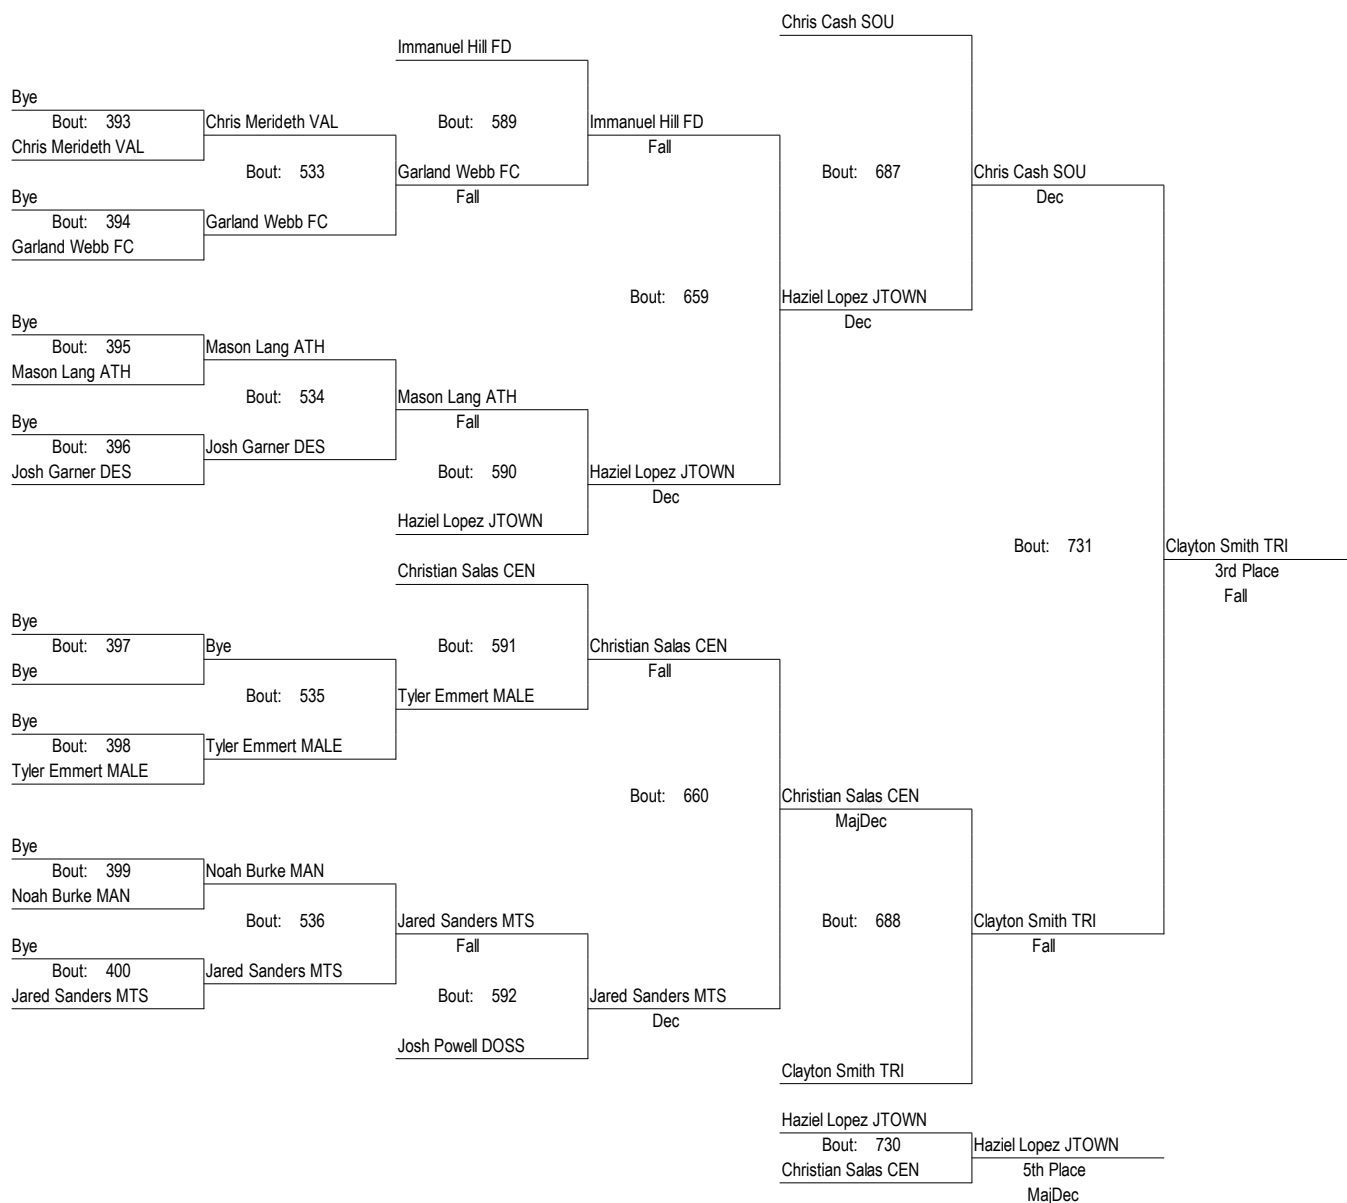 Chris Cash SOU
Immanuel Hill FD
Bye
Bout: 393
Chris Merideth VAL
Bout: 589
Immanuel Hill FD
Chris Merideth VAL
Fall
Bout: 533
Garland Webb FC
Bout: 687
Chris Cash SOU
Bye
Fall
Dec
Bout: 394
Garland Webb FC
Garland Webb FC
Bout: 659
Haziel Lopez JTOWN
Bye
Dec
Bout: 395
Mason Lang ATH
Mason Lang ATH
Bout: 534
Mason Lang ATH
Bye
Fall
Bout: 396
Josh Garner DES
Josh Garner DES
Bout: 590
Haziel Lopez JTOWN
Dec
Haziel Lopez JTOWN
Bout: 731
Clayton Smith TRI
Christian Salas CEN
3rd Place
Fall
Bye
Bout: 397
Bye
Bout: 591
Christian Salas CEN
Bye
Fall
Bout: 535
Tyler Emmert MALE
Bye
Bout: 398
Tyler Emmert MALE
Tyler Emmert MALE
Bout: 660
Christian Salas CEN
MajDec
Bye
Bout: 399
Noah Burke MAN
Noah Burke MAN
Bout: 536
Jared Sanders MTS
Bout: 688
Clayton Smith TRI
Bye
Fall
Fall
Bout: 400
Jared Sanders MTS
Jared Sanders MTS
Bout: 592
Jared Sanders MTS
Dec
Josh Powell DOSS
Clayton Smith TRI
Haziel Lopez JTOWN
Bout: 730
Haziel Lopez JTOWN
Christian Salas CEN
5th Place
MajDec